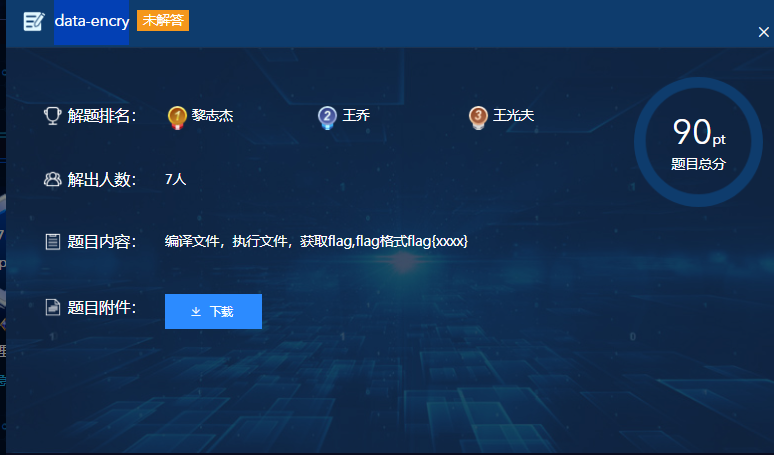 data-encry 未解答
解题排名： 1 黎志杰 2 王乔 3 王光夫
90pt
题目总分
解出人数： 7人
题目内容： 编译文件，执行文件，获取flag,flag格式flag{xxxx}
题目附件： 下载